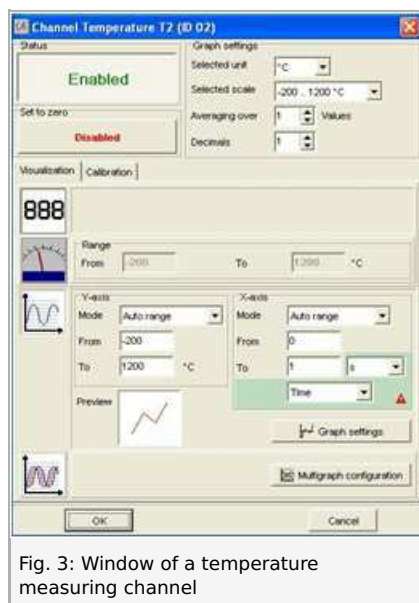 Channel Temperature T2 (ID 02)
Status
Enabled
Set to zero
Disabled
Graph settings
Selected unit °C
Selected scale -200 .. 1200 °C
Averaging over 1 Values
Decimals 1
Visualisation Calibration
888
Range
From -200 To 1200 °C
Y-axis
Mode Auto range
From -200
To 1200 °C
Preview
X-axis
Mode Auto range
From 0
To 1 s
Time
Graph settings
Multigraph configuration
OK Cancel
Fig. 3: Window of a temperature
measuring channel